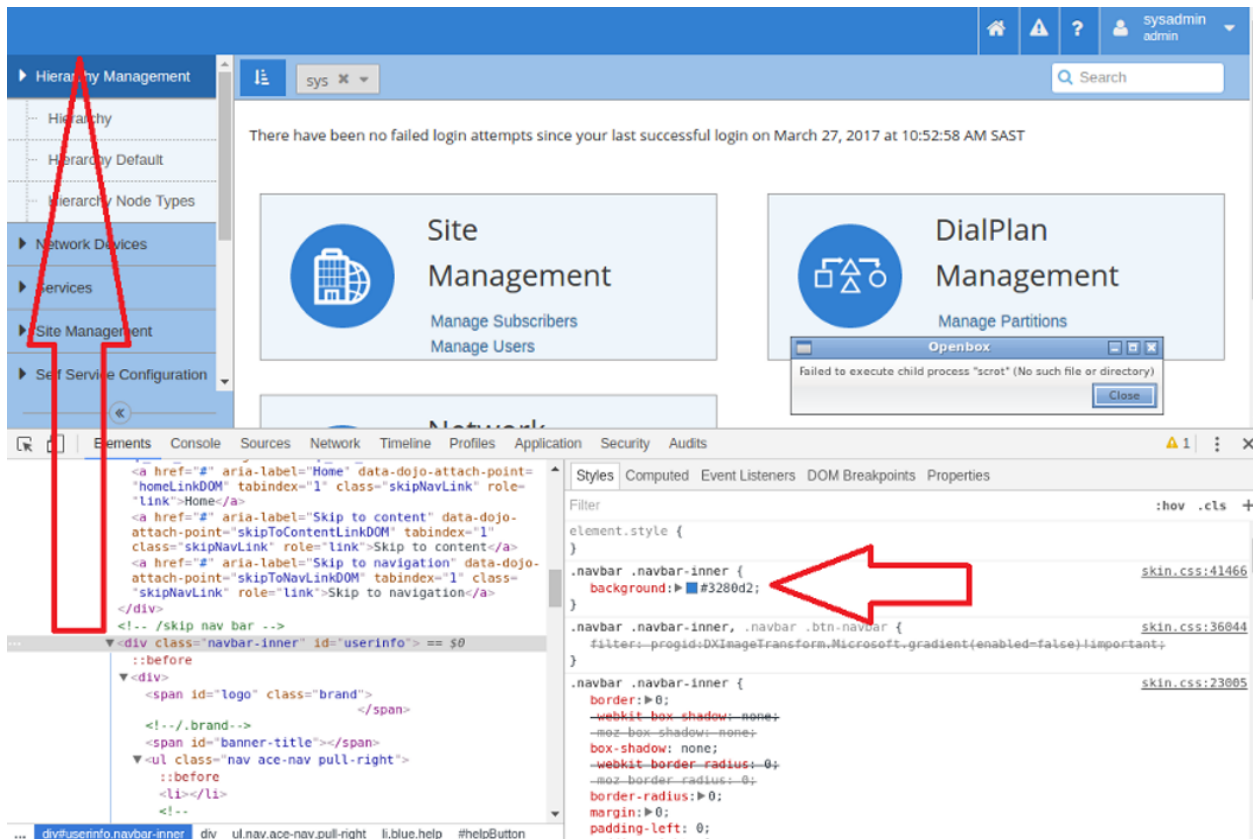 sysadmin
?
admin
Hierarchy Management
sys
Search
Hierarchy
There have been no failed login attempts since your last successful login on March 27, 2017 at 10:52:58 AM SAST
Hierarchy Default
Hierarchy Node Types
Network Devices
Services
Site Management
Self Service Configuration
Site
Management
Manage Subscribers
Manage Users
DialPlan
Management
Manage Partitions
Openbox
Failed to execute child process "scrot" (No such file or directory)
Close
Network
Elements Console Sources Network Timeline Profiles Application Security Audits 1
<a href="#" aria-label="Home" data-dojo-attach-point=
"homeLinkDOM" tabindex="1" class="skipNavLink" role=
"link">Home</a>
<a href="#" aria-label="Skip to content" data-dojo-
attach-point="skipToContentLinkDOM" tabindex="1"
class="skipNavLink" role="link">Skip to content</a>
<a href="#" aria-label="Skip to navigation" data-dojo-
attach-point="skipToNavLinkDOM" tabindex="1" class=
"skipNavLink" role="link">Skip to navigation</a>
</div>
<!-- /skip nav bar -->
... <div class="navbar-inner" id="userinfo"> == $0
::before
<div>
<span id="logo" class="brand">
</span>
<!--/.brand-->
<span id="banner-title"></span>
<ul class="nav ace-nav pull-right">
::before
<li></li>
<!--
... div#userinfo.navbar-inner div ul.nav.ace-nav.pull-right li.blue.help #helpButton
Styles Computed Event Listeners DOM Breakpoints Properties
Filter :hov .cls +
element.style {
}
.navbar .navbar-inner { skin.css:41466
background: #3280d2;
}
.navbar .navbar-inner, .navbar .btn-navbar { skin.css:36044
filter: progid:DXImageTransform.Microsoft.gradient(enabled=false)!important;
}
.navbar .navbar-inner { skin.css:23005
border: 0;
-webkit-box-shadow: none;
-moz-box-shadow: none;
box-shadow: none;
-webkit-border-radius: 0;
-moz-border-radius: 0;
border-radius: 0;
margin: 0;
padding-left: 0;